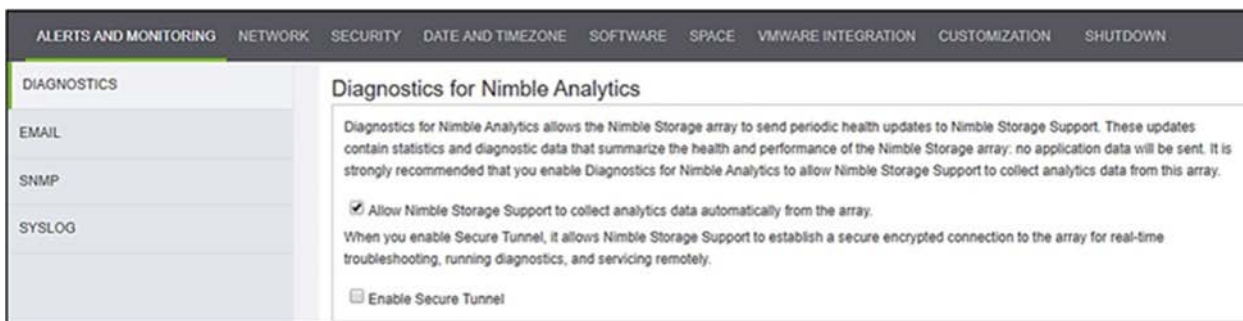 ALERTS AND MONITORING NETWORK SECURITY DATE AND TIMEZONE SOFTWARE SPACE VMWARE INTEGRATION CUSTOMIZATION SHUTDOWN
DIAGNOSTICS
EMAIL
SNMP
SYSLOG
Diagnostics for Nimble Analytics
Diagnostics for Nimble Analytics allows the Nimble Storage array to send periodic health updates to Nimble Storage Support. These updates
contain statistics and diagnostic data that summarize the health and performance of the Nimble Storage array: no application data will be sent. It is
strongly recommended that you enable Diagnostics for Nimble Analytics to allow Nimble Storage Support to collect analytics data from this array.
Allow Nimble Storage Support to collect analytics data automatically from the array.
When you enable Secure Tunnel, it allows Nimble Storage Support to establish a secure encrypted connection to the array for real-time
troubleshooting, running diagnostics, and servicing remotely.
Enable Secure Tunnel